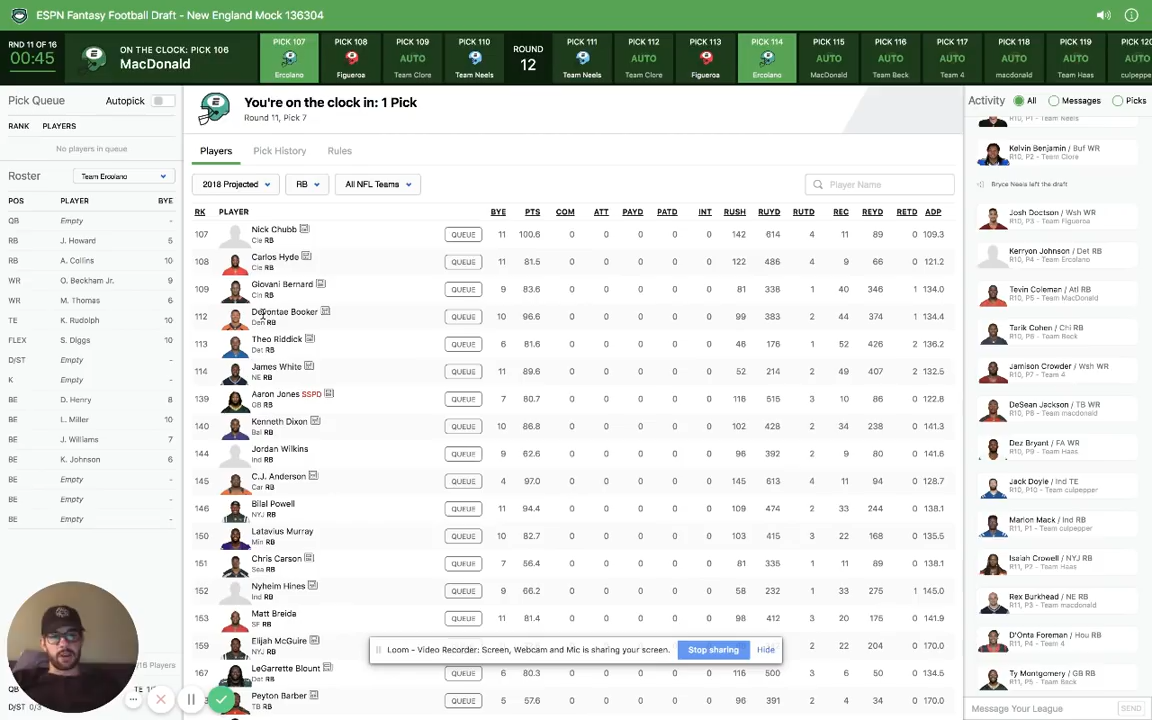 ESPN Fantasy Football Draft - New England Mock 136304
RND 11 OF 16
00:45
ON THE CLOCK: PICK 106
MacDonald
PICK 107
Ercolano
PICK 108
Figueroa
PICK 109
AUTO
Team Clore
PICK 110
Team Neels
ROUND
12
PICK 111
Team Neels
PICK 112
AUTO
Team Clore
PICK 113
Figueroa
PICK 114
Ercolano
PICK 115
AUTO
MacDonald
PICK 116
AUTO
Team Beck
PICK 117
AUTO
Team 4
PICK 118
AUTO
macdonald
PICK 119
AUTO
Team Haas
PICK 120
AUTO
culpeppe
Pick Queue
Autopick
RANK PLAYERS
No players in queue
Roster
Team Ercolano
POS PLAYER BYE
QB Empty -
RB J. Howard 5
RB A. Collins 10
WR O. Beckham Jr. 9
WR M. Thomas 6
TE K. Rudolph 10
FLEX S. Diggs 10
D/ST Empty -
K Empty -
BE D. Henry 8
BE L. Miller 10
BE J. Williams 7
BE K. Johnson 6
BE Empty -
BE Empty -
BE Empty -
/16 Players
D/ST 0/3
You're on the clock in: 1 Pick
Round 11, Pick 7
Players Pick History Rules
2018 Projected RB All NFL Teams Player Name
RK PLAYER BYE PTS COM ATT PAYD PATD INT RUSH RUYD RUTD REC REYD RETD ADP
107 Nick Chubb Cle RB QUEUE 11 100.6 0 0 0 0 0 142 614 4 11 89 0 109.3
108 Carlos Hyde Cle RB QUEUE 11 81.5 0 0 0 0 0 122 486 4 9 66 0 121.2
109 Giovani Bernard Cin RB QUEUE 9 83.6 0 0 0 0 0 81 338 1 40 346 1 134.0
112 Devontae Booker Den RB QUEUE 10 96.6 0 0 0 0 0 99 383 2 44 374 1 134.4
113 Theo Riddick Det RB QUEUE 6 81.6 0 0 0 0 0 46 176 1 52 426 2 136.2
114 James White NE RB QUEUE 11 89.6 0 0 0 0 0 52 214 2 49 407 2 132.5
139 Aaron Jones SSPD GB RB QUEUE 7 80.7 0 0 0 0 0 116 515 3 10 86 0 122.8
140 Kenneth Dixon Bal RB QUEUE 10 86.8 0 0 0 0 0 102 428 2 34 238 0 141.3
144 Jordan Wilkins Ind RB QUEUE 9 62.6 0 0 0 0 0 96 392 2 9 80 0 141.6
145 C.J. Anderson Car RB QUEUE 4 97.0 0 0 0 0 0 145 613 4 11 94 0 128.7
146 Bilal Powell NYJ RB QUEUE 11 94.4 0 0 0 0 0 109 474 2 33 244 0 138.1
150 Latavius Murray Min RB QUEUE 10 82.7 0 0 0 0 0 103 415 3 22 168 0 135.5
151 Chris Carson Sea RB QUEUE 7 56.4 0 0 0 0 0 81 335 1 11 89 0 138.1
152 Nyheim Hines Ind RB QUEUE 9 66.2 0 0 0 0 0 58 232 1 33 275 1 145.0
153 Matt Breida SF RB QUEUE 11 81.4 0 0 0 0 0 98 412 3 20 175 0 141.9
159 Elijah McGuire NYJ RB 2 22 204 0 170.0
167 LeGarrette Blount Det RB QUEUE 6 80.3 0 0 0 0 0 116 500 3 6 50 0 134.5
Peyton Barber TB RB QUEUE 5 57.6 0 0 0 0 0 96 391 2 4 34 0 170.0
Loom - Video Recorder: Screen, Webcam and Mic is sharing your screen.
Stop sharing
Hide
Activity All Messages Picks
R10, P1 - Team Neels
Kelvin Benjamin / Buf WR
R10, P2 - Team Clore
Bryce Neels left the draft
Josh Doctson / Wsh WR
R10, P3 - Team Figueroa
Kerryon Johnson / Det RB
R10, P4 - Team Ercolano
Tevin Coleman / Atl RB
R10, P5 - Team MacDonald
Tarik Cohen / Chi RB
R10, P6 - Team Beck
Jamison Crowder / Wsh WR
R10, P7 - Team 4
DeSean Jackson / TB WR
R10, P8 - Team macdonald
Dez Bryant / FA WR
R10, P9 - Team Haas
Jack Doyle / Ind TE
R10, P10 - Team culpepper
Marlon Mack / Ind RB
R11, P1 - Team culpepper
Isaiah Crowell / NYJ RB
R11, P2 - Team Haas
Rex Burkhead / NE RB
R11, P3 - Team macdonald
D'Onta Foreman / Hou RB
R11, P4 - Team 4
Ty Montgomery / GB RB
R11, P5 - Team Beck
Message Your League
SEND